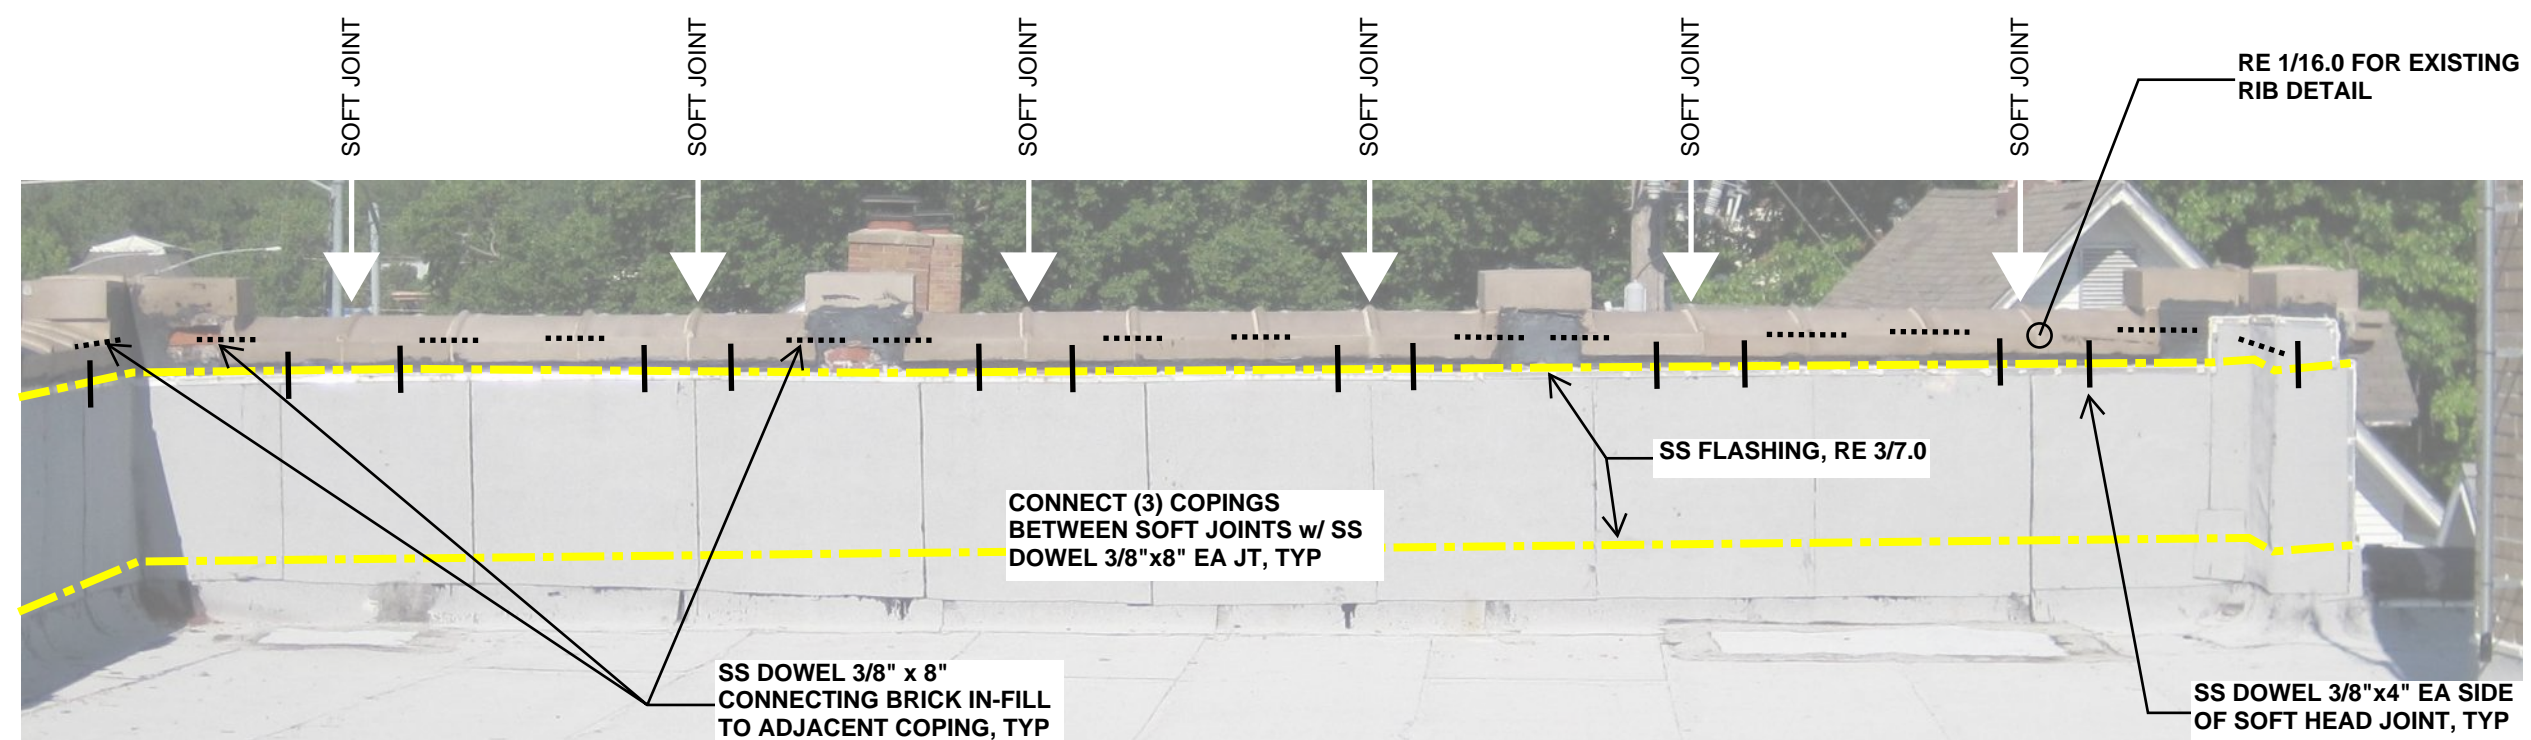 SOFT JOINT
SOFT JOINT
SOFT JOINT
SOFT JOINT
SOFT JOINT
SOFT JOINT
RE 1/16.0 FOR EXISTING
RIB DETAIL
SS FLASHING, RE 3/7.0
CONNECT (3) COPINGS
BETWEEN SOFT JOINTS w/ SS
DOWEL 3/8"x8" EA JT, TYP
SS DOWEL 3/8" x 8"
CONNECTING BRICK IN-FILL
TO ADJACENT COPING, TYP
SS DOWEL 3/8"x4" EA SIDE
OF SOFT HEAD JOINT, TYP